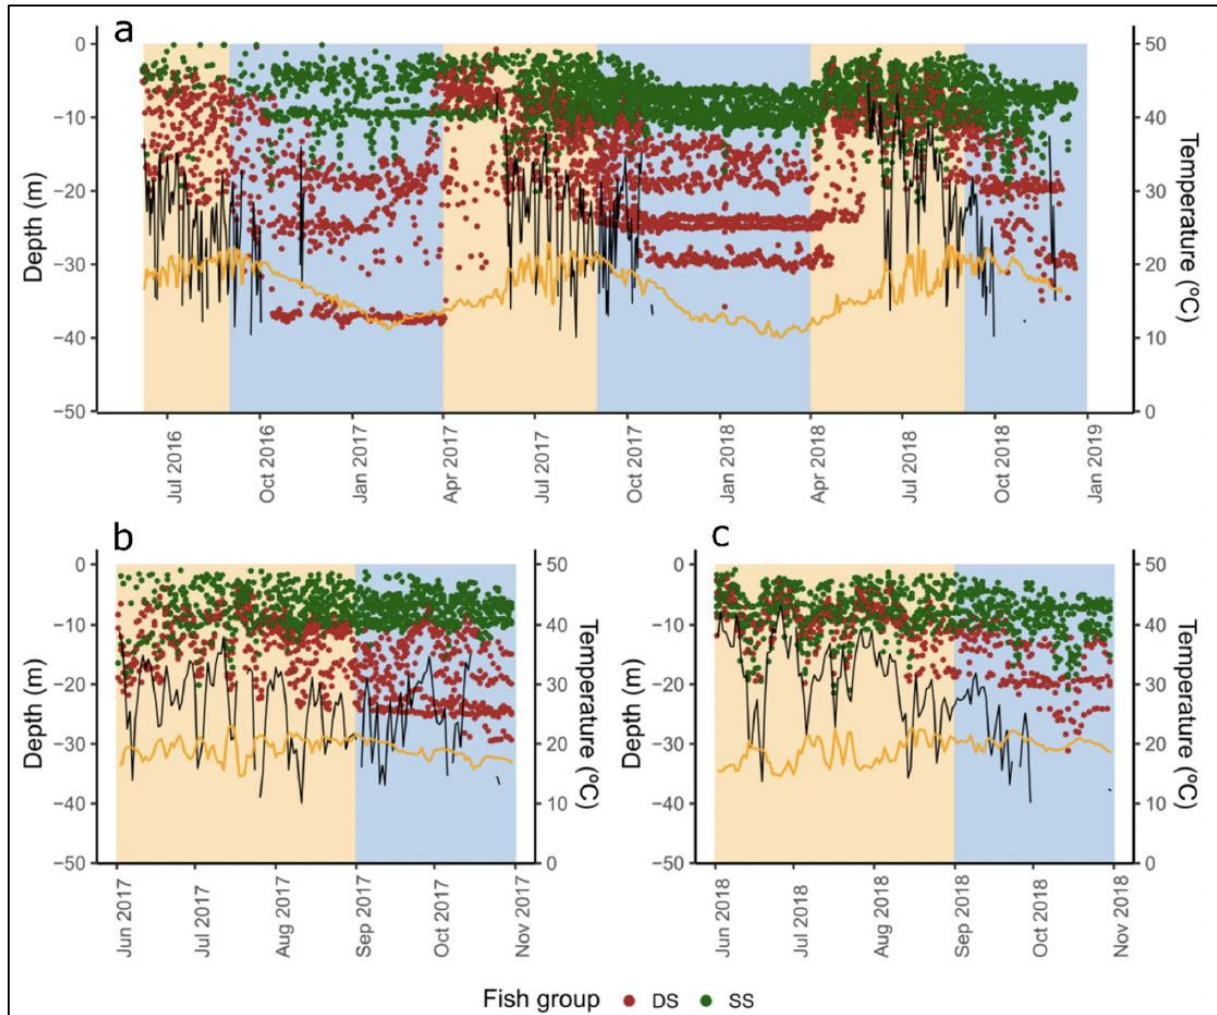 a
Depth (m)
0
−10
−20
−30
−40
−50
Temperature (ºC)
50
40
30
20
10
0
Jul 2016
Oct 2016
Jan 2017
Apr 2017
Jul 2017
Oct 2017
Jan 2018
Apr 2018
Jul 2018
Oct 2018
Jan 2019
b
Depth (m)
0
−10
−20
−30
−40
−50
Temperature (ºC)
50
40
30
20
10
0
Jun 2017
Jul 2017
Aug 2017
Sep 2017
Oct 2017
Nov 2017
c
Depth (m)
0
−10
−20
−30
−40
−50
Temperature (ºC)
50
40
30
20
10
0
Jun 2018
Jul 2018
Aug 2018
Sep 2018
Oct 2018
Nov 2018
Fish group DS SS